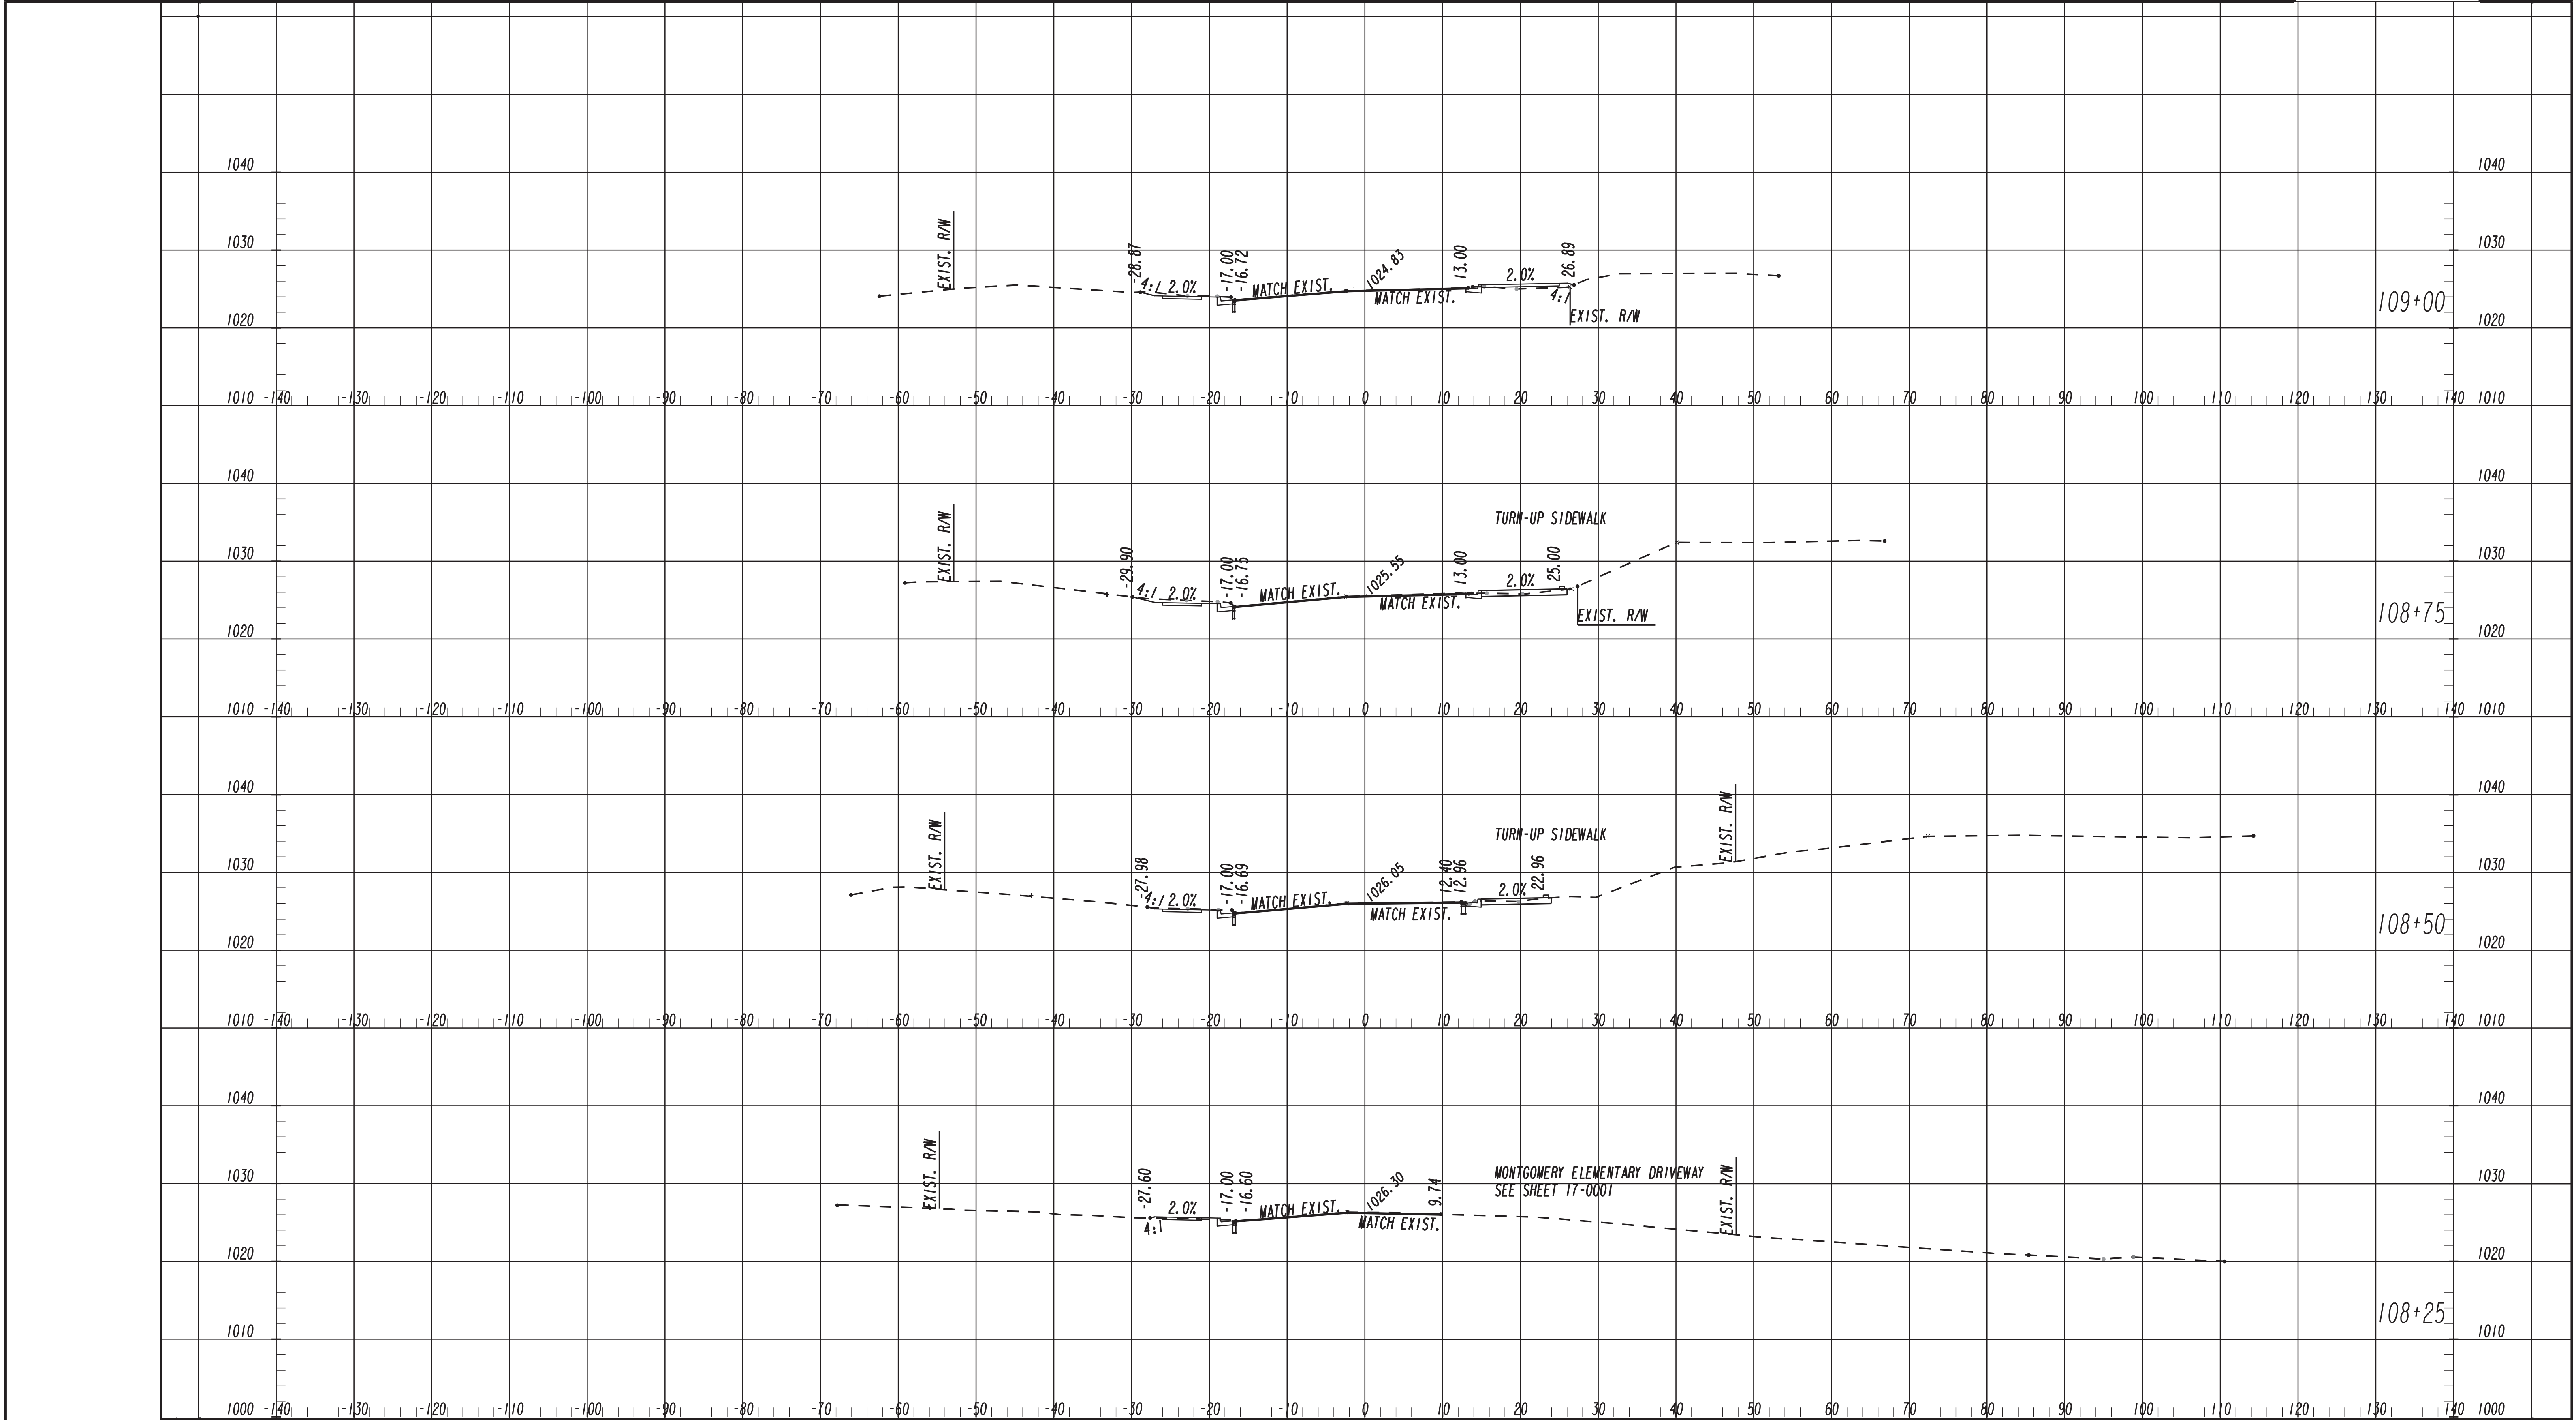 1040 1040
EXIST. R/W
1030 1030
-28.87 -17.00 -16.72 1024.83 13.00 26.89
4:1 2.0% MATCH EXIST. MATCH EXIST. 2.0% 4:1
EXIST. R/W
109+00
1020 1020
1010 -140 -130 -120 -110 -100 -90 -80 -70 -60 -50 -40 -30 -20 -10 0 10 20 30 40 50 60 70 80 90 100 110 120 130 140 1010
1040 1040
TURN-UP SIDEWALK
EXIST. R/W
1030 1030
-29.90 -17.00 -16.75 1025.55 13.00 25.00
4:1 2.0% MATCH EXIST. MATCH EXIST. 2.0%
EXIST. R/W
108+75
1020 1020
1010 -140 -130 -120 -110 -100 -90 -80 -70 -60 -50 -40 -30 -20 -10 0 10 20 30 40 50 60 70 80 90 100 110 120 130 140 1010
1040 1040
EXIST. R/W
TURN-UP SIDEWALK
EXIST. R/W
1030 1030
-27.98 -17.00 -16.69 1026.05 12.40 12.96 22.96
4:1 2.0% MATCH EXIST. MATCH EXIST. 2.0%
108+50
1020 1020
1010 -140 -130 -120 -110 -100 -90 -80 -70 -60 -50 -40 -30 -20 -10 0 10 20 30 40 50 60 70 80 90 100 110 120 130 140 1010
1040 1040
EXIST. R/W
MONTGOMERY ELEMENTARY DRIVEWAY
SEE SHEET 17-0001
EXIST. R/W
1030 1030
-27.60 -17.00 -16.60 1026.30 9.74
4:1 2.0% MATCH EXIST. MATCH EXIST.
1020 1020
108+25
1010 1010
1000 -140 -130 -120 -110 -100 -90 -80 -70 -60 -50 -40 -30 -20 -10 0 10 20 30 40 50 60 70 80 90 100 110 120 130 140 1000